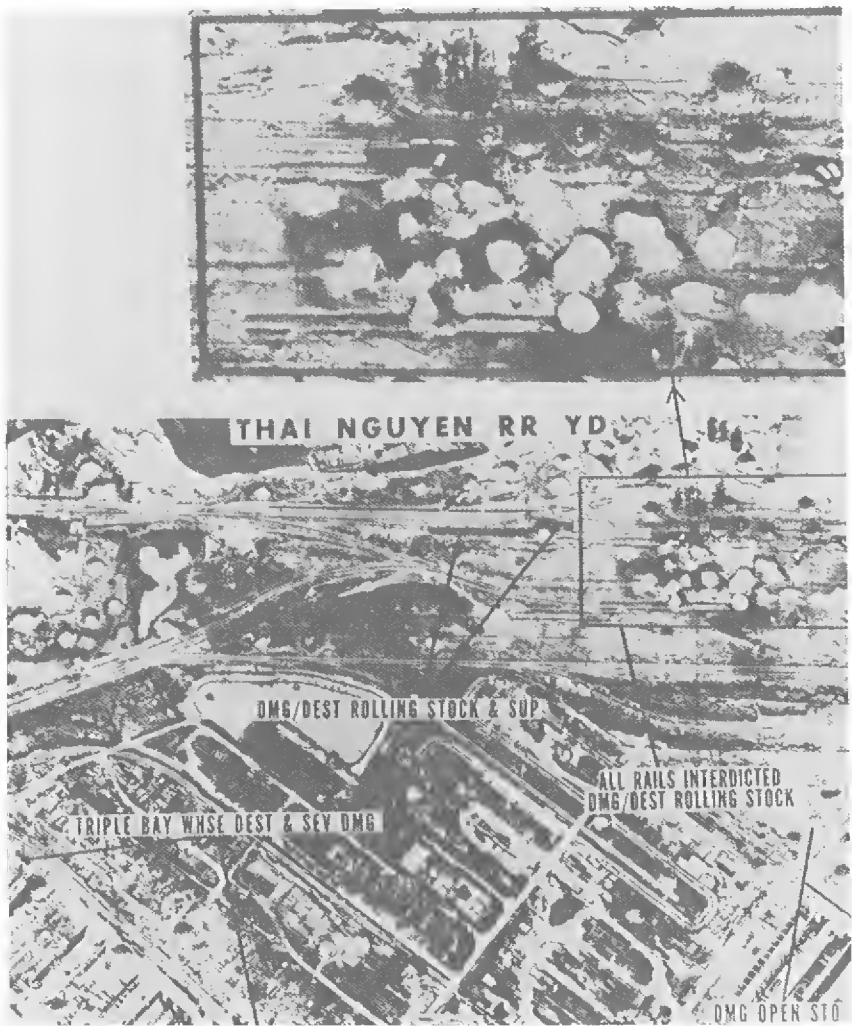 THAI NGUYEN RR YD
DMG/DEST ROLLING STOCK & SUP
ALL RAILS INTERDICTED
DMG/DEST ROLLING STOCK
TRIPLE BAY WHSE DEST & SEV DMG
DMG OPEN STO